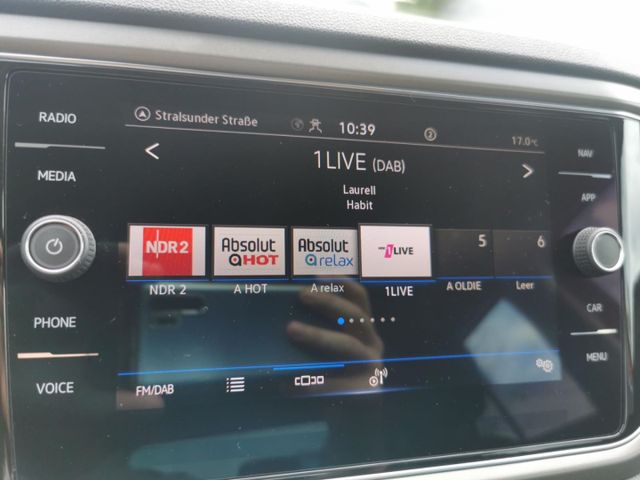 RADIO
MEDIA
PHONE
VOICE
Stralsunder Straße
10:39
2
17.0°C
< 1LIVE (DAB) >
Laurell
Habit
NDR2
Absolut HOT
Absolut relax
1LIVE
5
6
NDR 2
A HOT
A relax
1LIVE
A OLDIE
Leer
FM/DAB
NAV
APP
CAR
MENU